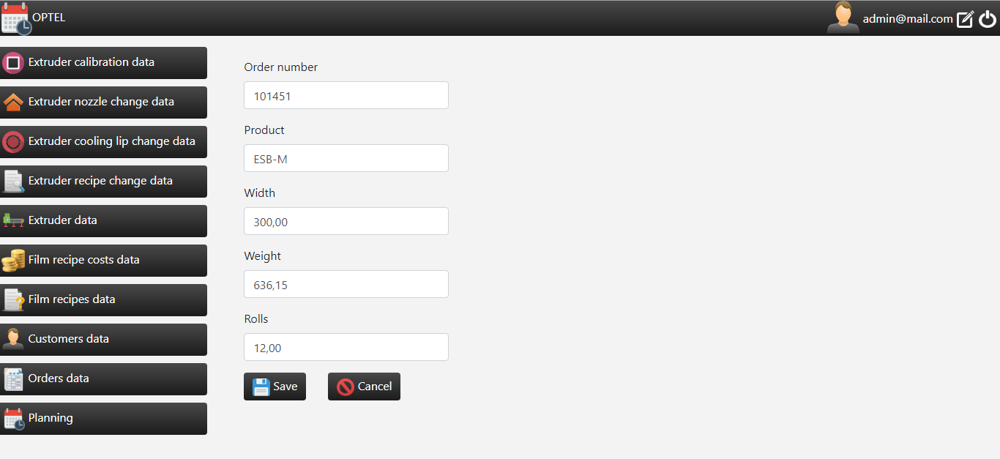 OPTEL
admin@mail.com
Extruder calibration data
Extruder nozzle change data
Extruder cooling lip change data
Extruder recipe change data
Extruder data
Film recipe costs data
Film recipes data
Customers data
Orders data
Planning
Order number
101451
Product
ESB-M
Width
300,00
Weight
636,15
Rolls
12,00
Save
Cancel